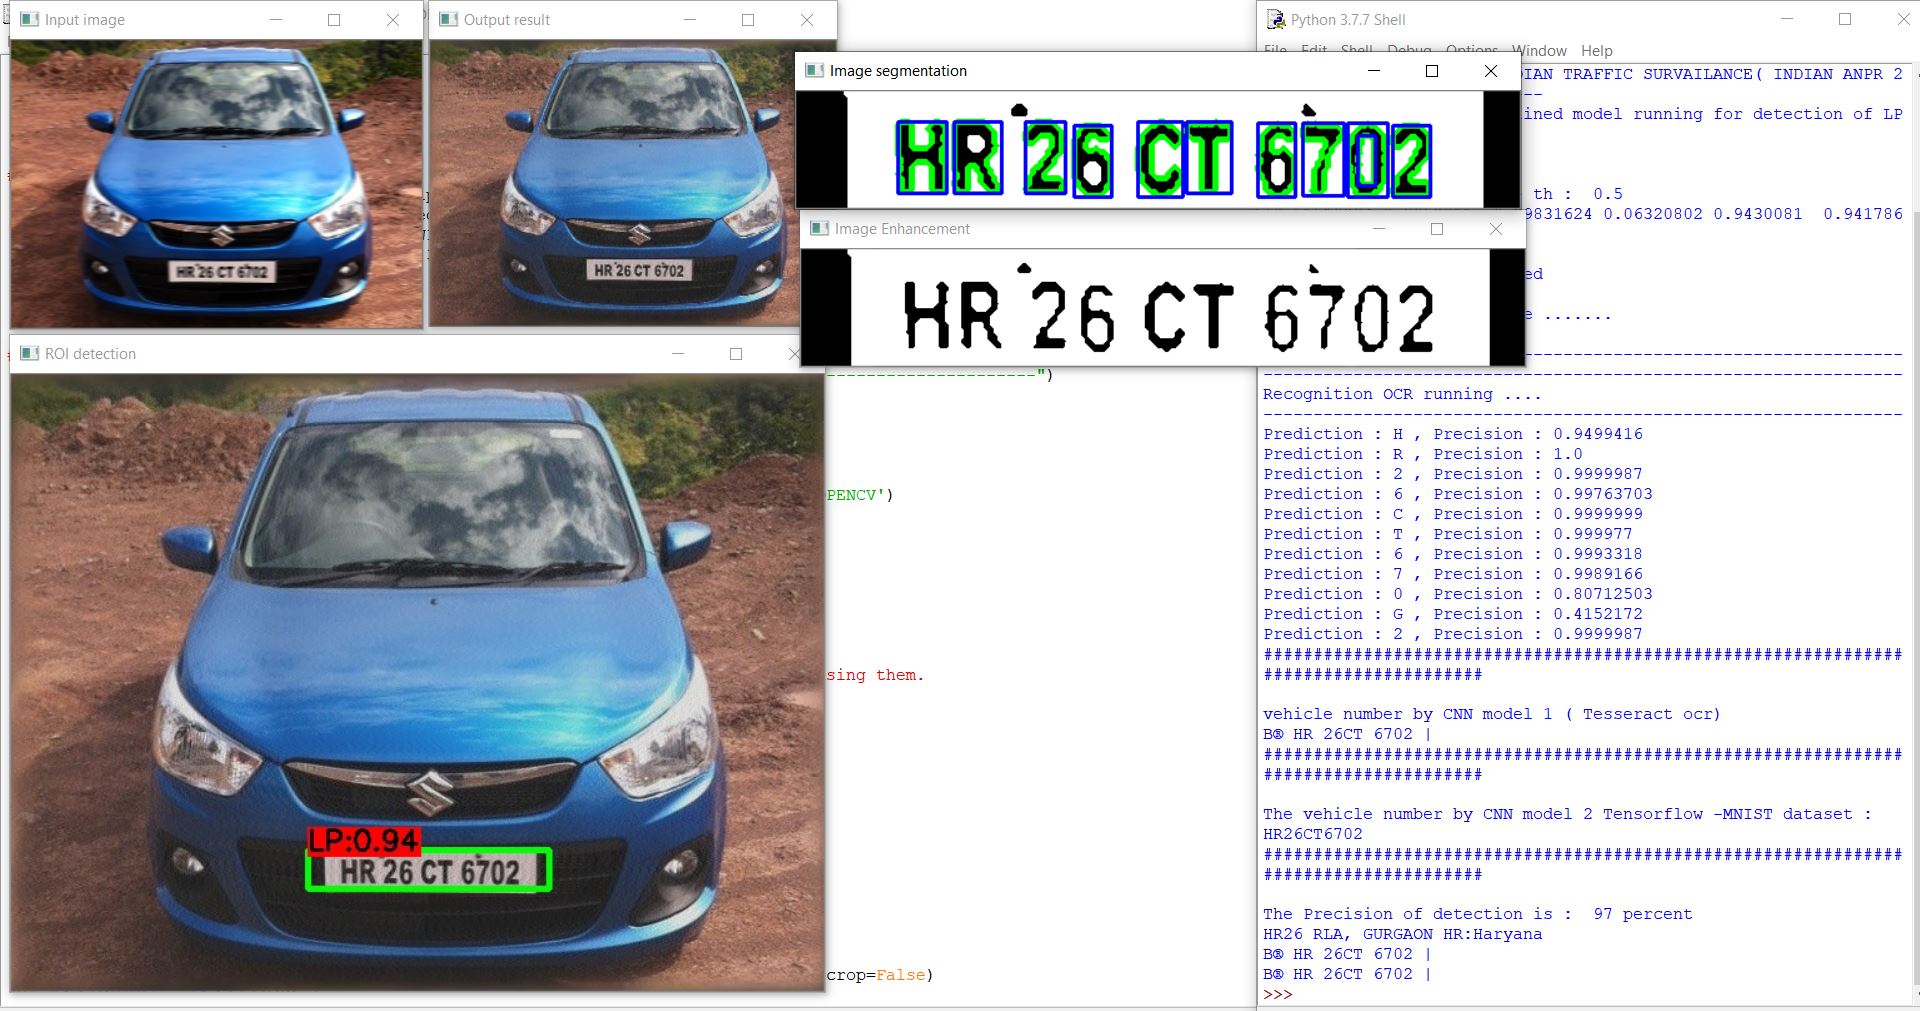 Input image
HR 26 CT 6702
Output result
HR 26 CT 6702
Image segmentation
HR 26 CT 6702
Image Enhancement
HR 26 CT 6702
ROI detection
LP:0.94
HR 26 CT 6702
----------------------")
PENCV')
sing them.
crop=False)
Python 3.7.7 Shell
File Edit Shell Debug Options Window Help
IAN TRAFFIC SURVAILANCE( INDIAN ANPR 2
--
ined model running for detection of LP
th :  0.5
9831624 0.06320802 0.9430081  0.941786
ed
e .......
--------------------------------------
----------------------------------------------------------------
Recognition OCR running ....
----------------------------------------------------------------
Prediction : H , Precision : 0.9499416
Prediction : R , Precision : 1.0
Prediction : 2 , Precision : 0.9999987
Prediction : 6 , Precision : 0.99763703
Prediction : C , Precision : 0.9999999
Prediction : T , Precision : 0.999977
Prediction : 6 , Precision : 0.9993318
Prediction : 7 , Precision : 0.9989166
Prediction : 0 , Precision : 0.80712503
Prediction : G , Precision : 0.4152172
Prediction : 2 , Precision : 0.9999987
################################################################
######################
vehicle number by CNN model 1 ( Tesseract ocr)
B® HR 26CT 6702 |
################################################################
######################
The vehicle number by CNN model 2 Tensorflow -MNIST dataset :
HR26CT6702
################################################################
######################
The Precision of detection is :  97 percent
HR26 RLA, GURGAON HR:Haryana
B® HR 26CT 6702 |
B® HR 26CT 6702 |
>>>